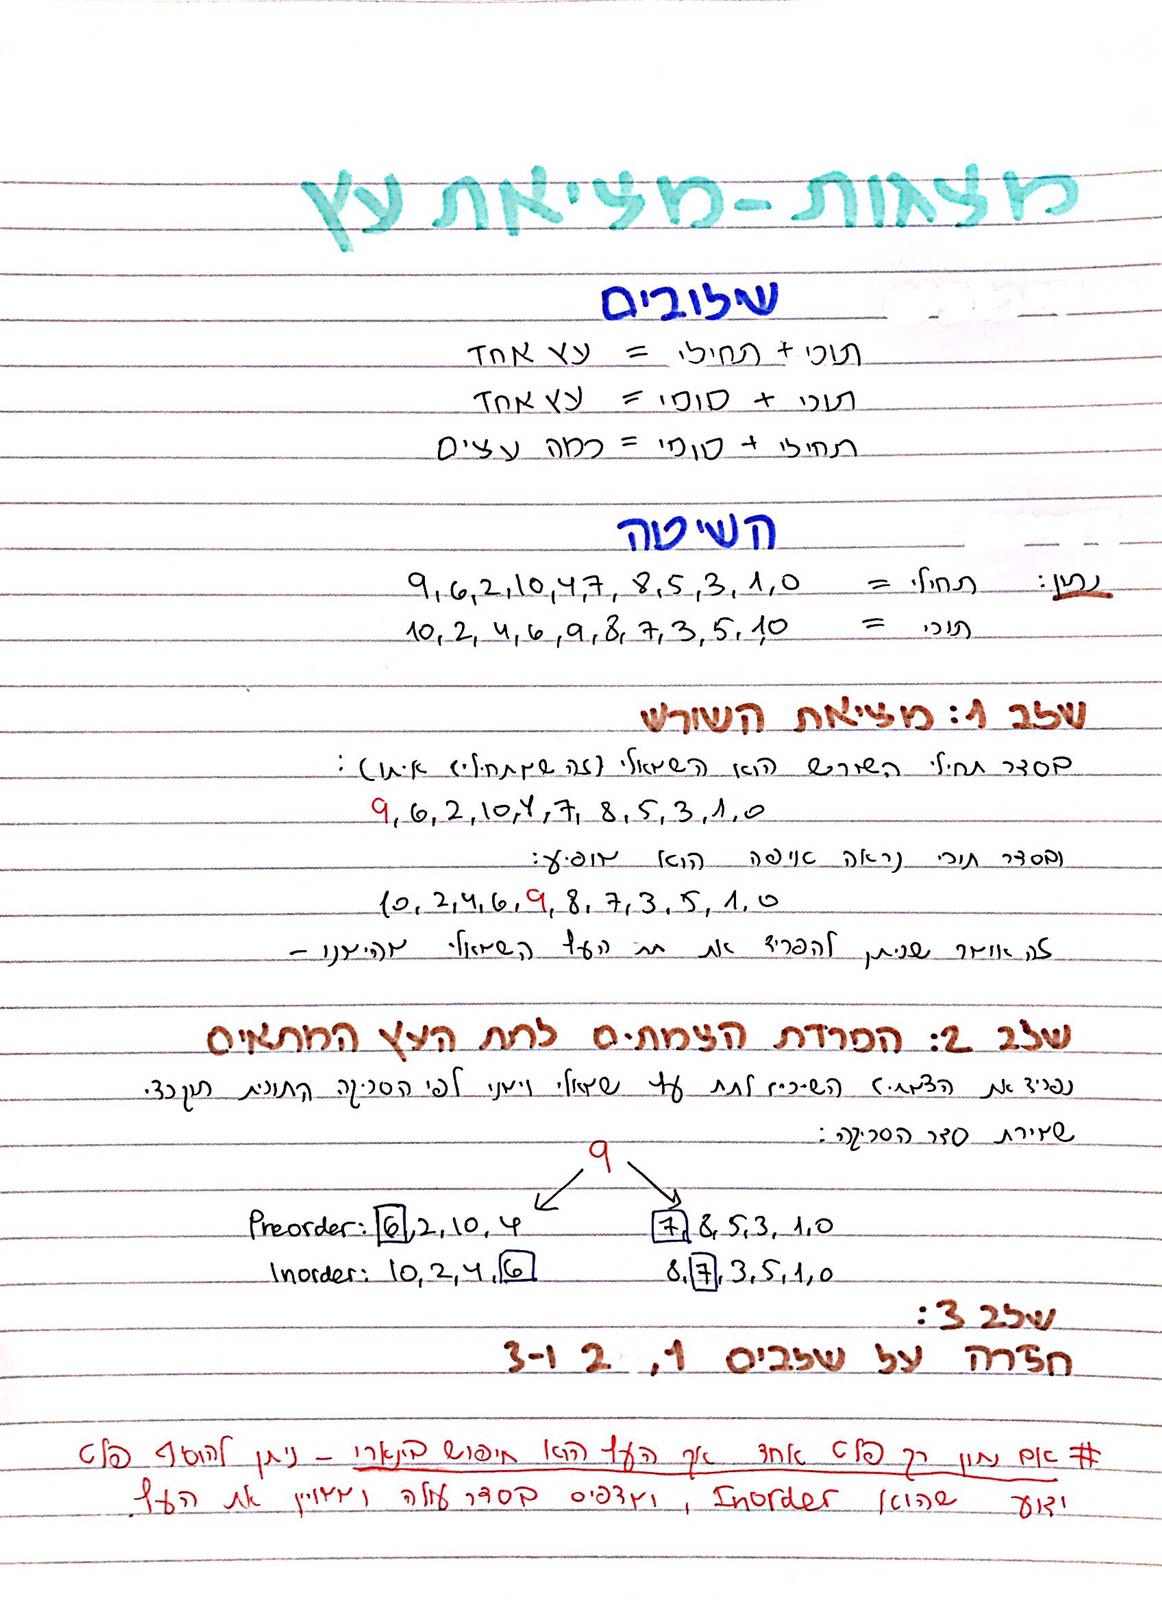 מצגות - מציאת עץ
שילובים
תוכי + תחילי = עץ אחד
תוכי + סופי = עץ אחד
תחילי + סופי = כמה עצים
השיטה
נתון: תחילי = 9,6,2,10,4,7,8,5,3,1,0
תוכי = 10,2,4,6,9,8,7,3,5,1,0
שלב 1: מציאת השורש
בסדר תחילי השורש הוא השמאלי (זה שמתחילים איתו):
9,6,2,10,4,7,8,5,3,1,0
ובסדר תוכי נראה איפה הוא מופיע:
10,2,4,6,9,8,7,3,5,1,0
זה אומר שניתן להפריד את תת העץ השמאלי מהימני -
שלב 2: הפרדת הצמתים לתת העץ המתאים
נפריד את הצמתים השייכים לתת עץ שמאלי וימני לפי הסריקה התוכית תוך כדי
שמירת סדר הסריקה:
9
Preorder: 6,2,10,4 7,8,5,3,1,0
Inorder: 10,2,4,6 8,7,3,5,1,0
שלב 3:
חזרה על שלבים 1, 2 ו-3
# אם נתון רק פלט אחד אך העץ הוא חיפוש בינארי - ניתן להוסיף פלט
ידוע שהוא Inorder, מדפיס בסדר עולה ומציין את העץ.